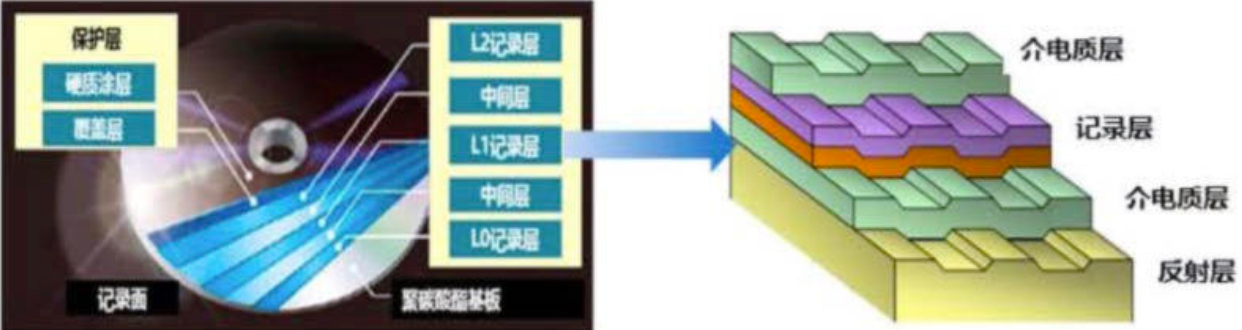 保护层
硬质涂层
覆盖层
L2记录层
中间层
L1记录层
中间层
L0记录层
记录面
聚碳酸酯基板
介电质层
记录层
介电质层
反射层